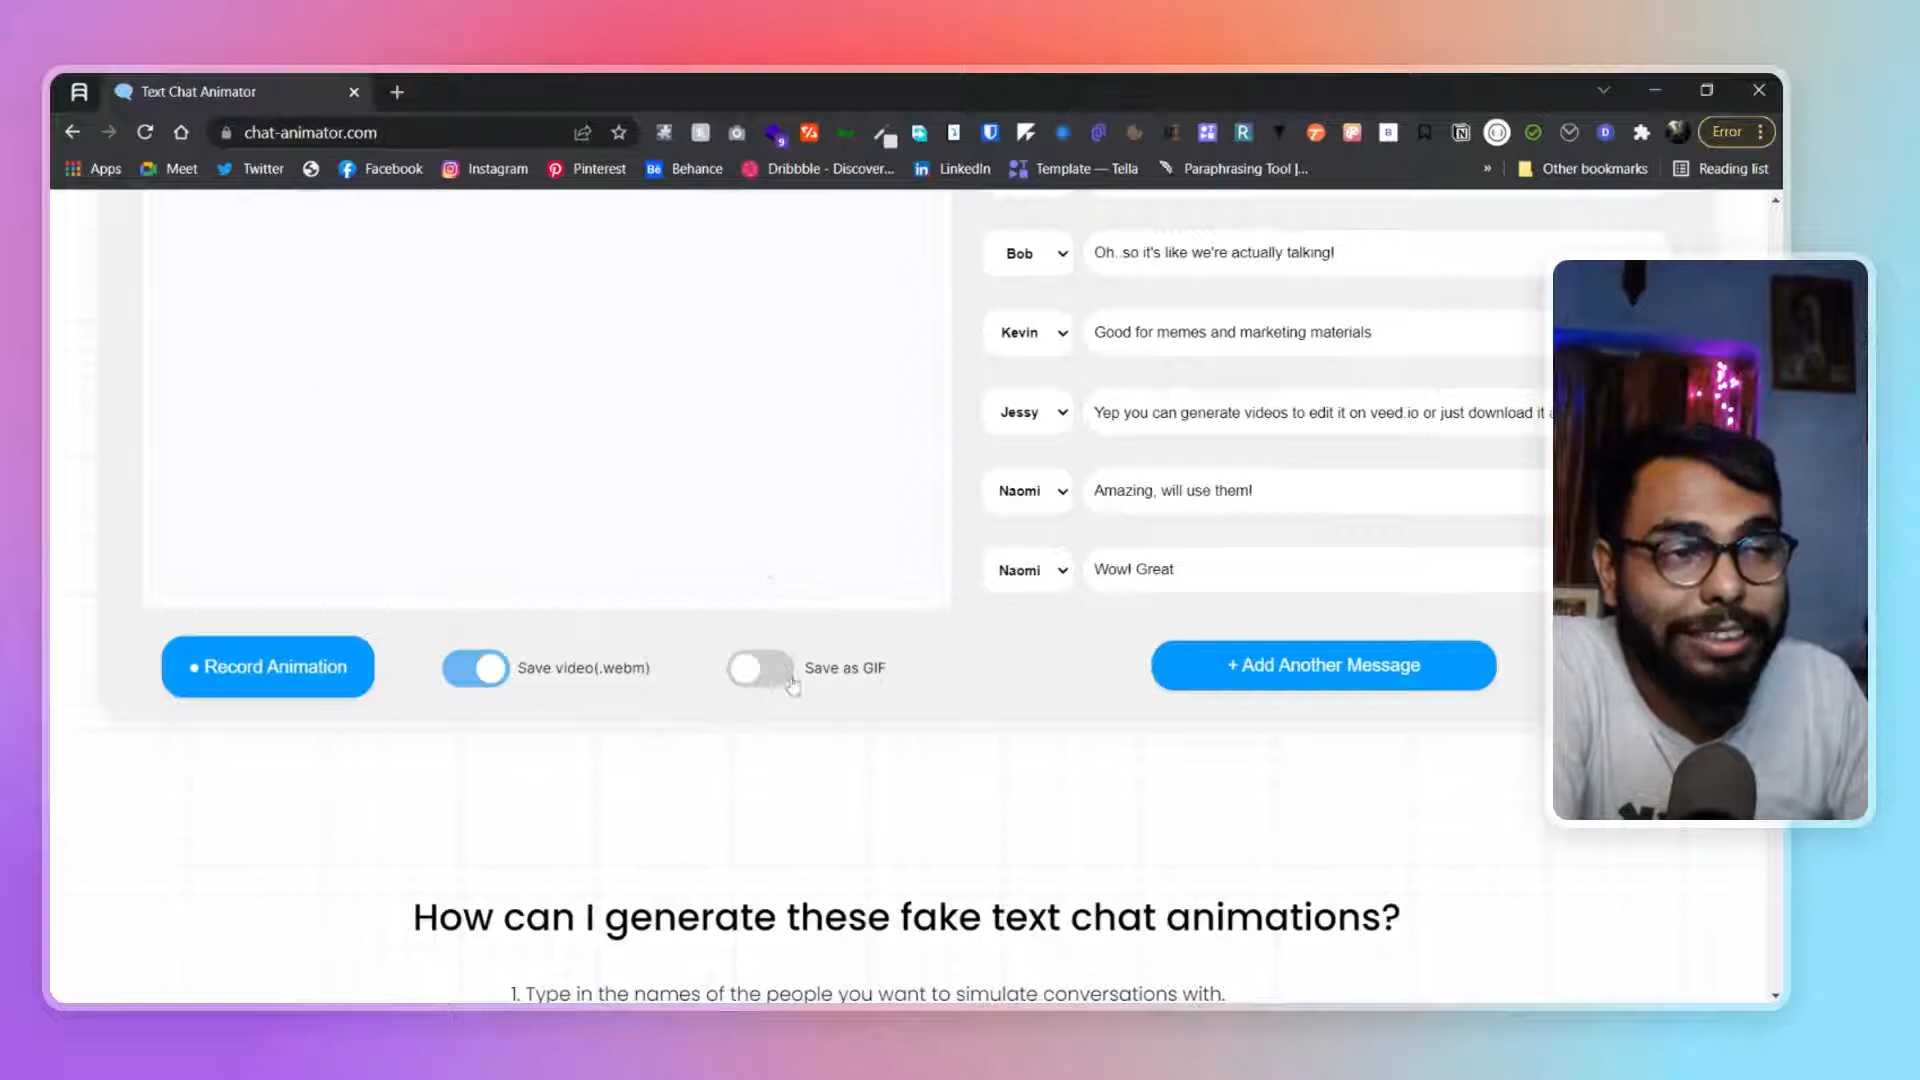 Text Chat Animator
chat-animator.com
Error
Apps Meet Twitter Facebook Instagram Pinterest Behance Dribbble - Discover... LinkedIn Template — Tella Paraphrasing Tool |... » Other bookmarks Reading list
Bob Oh..so it's like we're actually talking!
Kevin Good for memes and marketing materials
Jessy Yep you can generate videos to edit it on veed.io or just download it
Naomi Amazing, will use them!
Naomi Wow! Great
● Record Animation Save video(.webm) Save as GIF + Add Another Message
How can I generate these fake text chat animations?
1. Type in the names of the people you want to simulate conversations with.